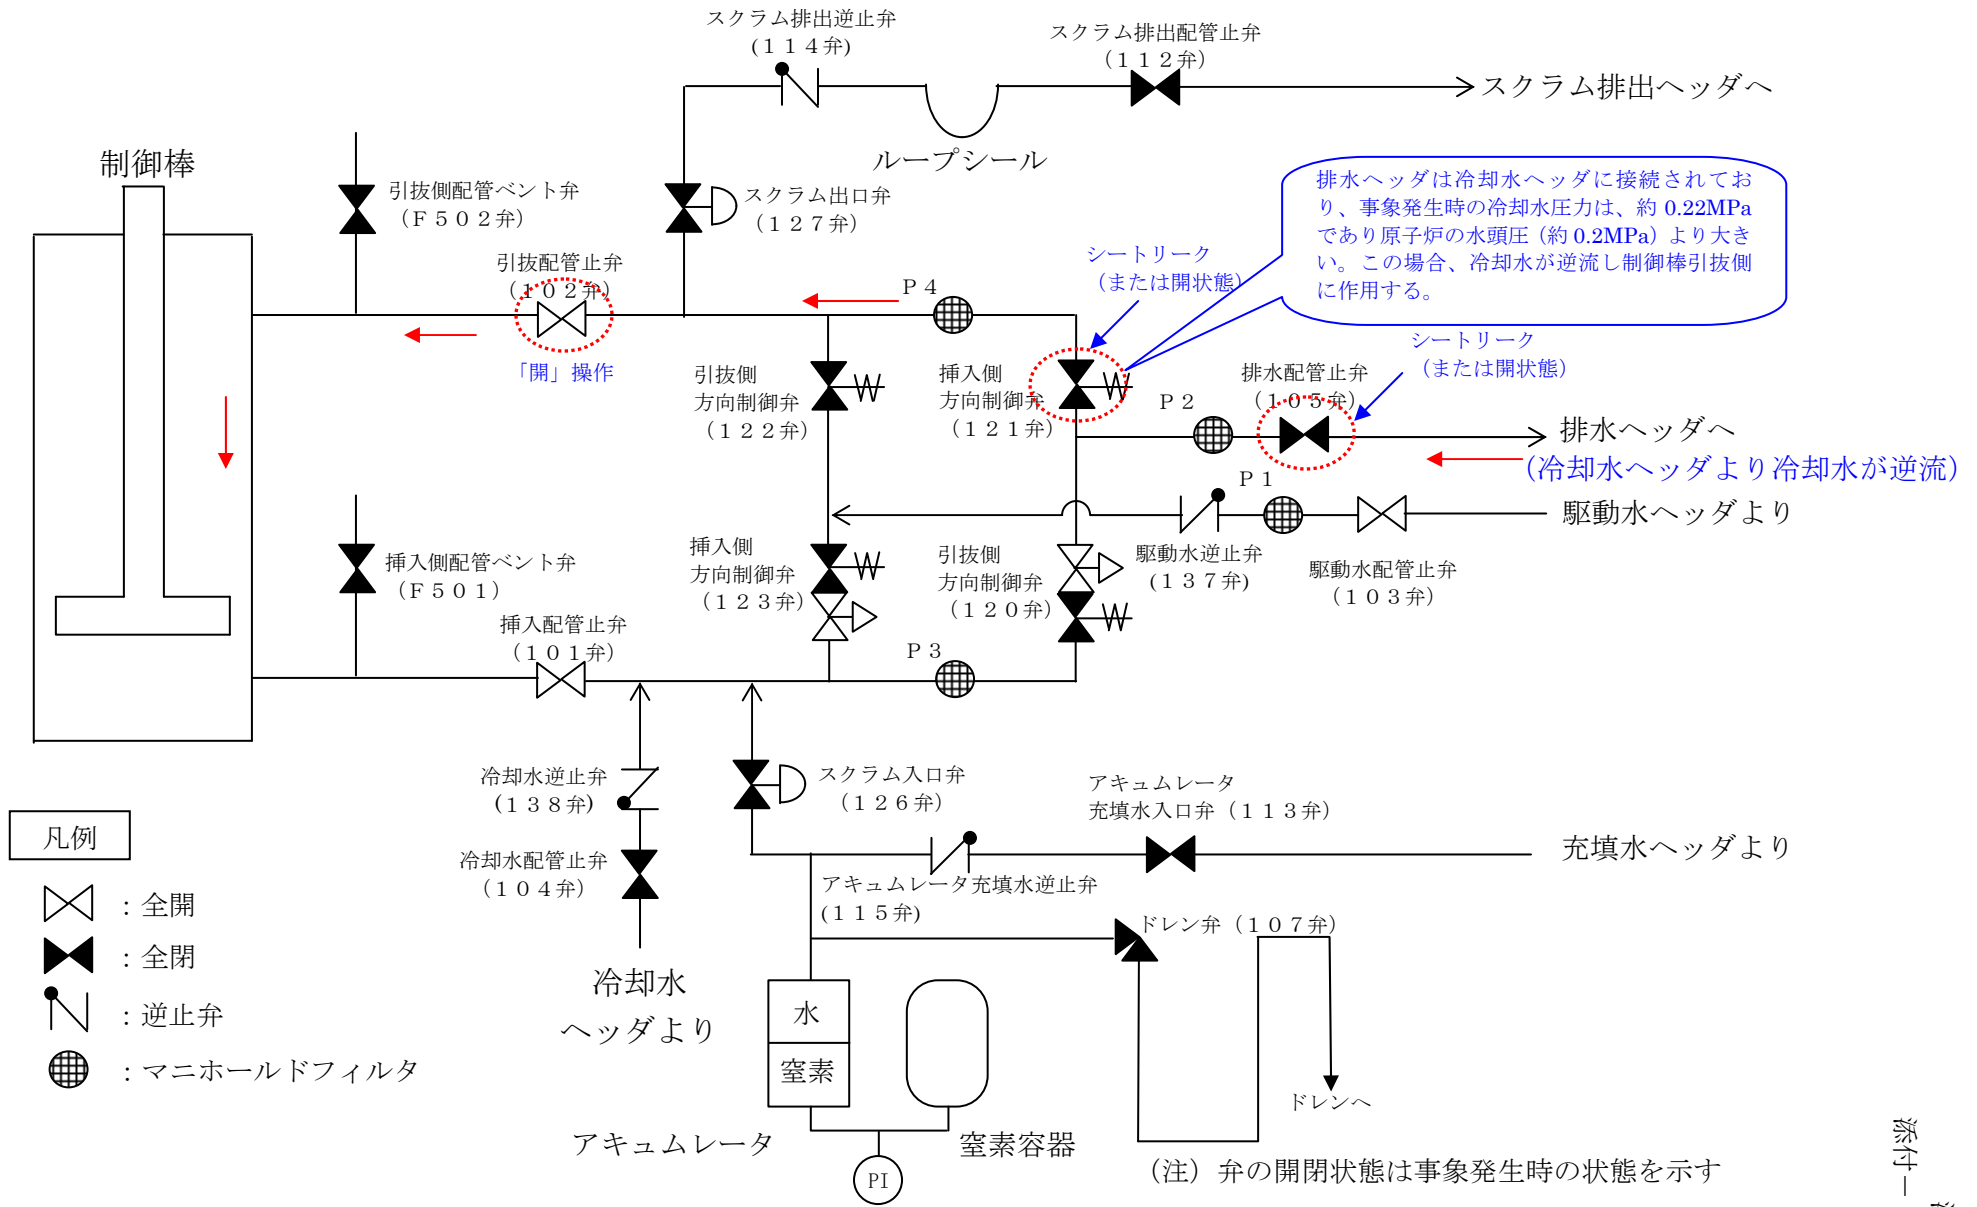 スクラム排出逆止弁
(114弁)
スクラム排出配管止弁
(112弁)
スクラム排出ヘッダへ
ループシール
制御棒
引抜側配管ベント弁
(F502弁)
スクラム出口弁
(127弁)
排水ヘッダは冷却水ヘッダに接続されてお
り、事象発生時の冷却水圧力は、約 0.22MPa
であり原子炉の水頭圧(約 0.2MPa)より大き
い。この場合、冷却水が逆流し制御棒引抜側
に作用する。
引抜配管止弁
(102弁)
「開」操作
P4
シートリーク
(または開状態)
シートリーク
(または開状態)
引抜側
方向制御弁
(122弁)
挿入側
方向制御弁
(121弁)
P2
排水配管止弁
(105弁)
排水ヘッダへ
(冷却水ヘッダより冷却水が逆流)
P1
駆動水ヘッダより
挿入側配管ベント弁
(F501)
挿入側
方向制御弁
(123弁)
引抜側
方向制御弁
(120弁)
駆動水逆止弁
(137弁)
駆動水配管止弁
(103弁)
挿入配管止弁
(101弁)
P3
冷却水逆止弁
(138弁)
スクラム入口弁
(126弁)
アキュムレータ
充填水入口弁(113弁)
充填水ヘッダより
冷却水配管止弁
(104弁)
アキュムレータ充填水逆止弁
(115弁)
ドレン弁(107弁)
冷却水
ヘッダより
水
窒素
アキュムレータ
窒素容器
PI
ドレンへ
凡例
:全開
:全閉
:逆止弁
:マニホールドフィルタ
(注)弁の開閉状態は事象発生時の状態を示す
添付-